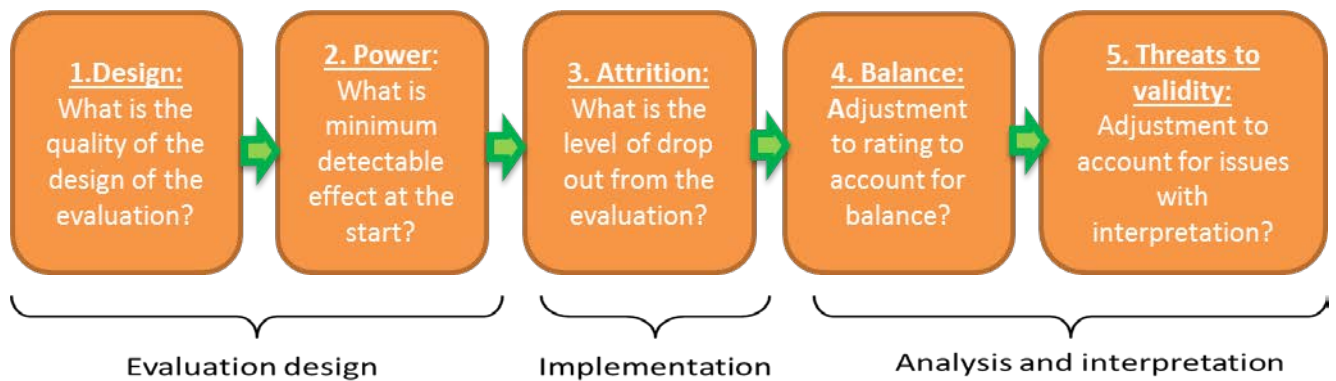 1.Design:
What is the
quality of the
design of the
evaluation?
2. Power:
What is
minimum
detectable
effect at the
start?
3. Attrition:
What is the
level of drop
out from the
evaluation?
4. Balance:
Adjustment
to rating to
account for
balance?
5. Threats to
validity:
Adjustment to
account for issues
with
interpretation?
Evaluation design
Implementation
Analysis and interpretation